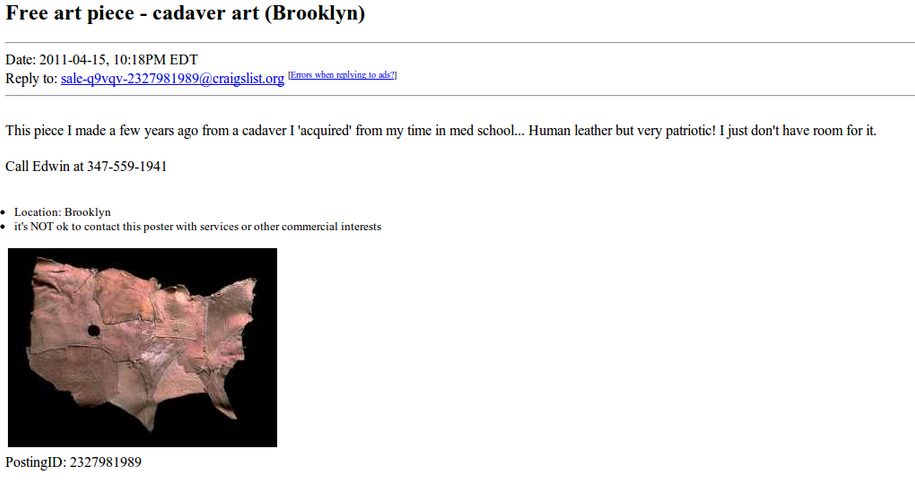 Free art piece - cadaver art (Brooklyn)
Date: 2011-04-15, 10:18PM EDT
Reply to: sale-q9vqv-2327981989@craigslist.org [Errors when replying to ads?]
This piece I made a few years ago from a cadaver I 'acquired' from my time in med school... Human leather but very patriotic! I just don't have room for it.
Call Edwin at 347-559-1941
• Location: Brooklyn
• it's NOT ok to contact this poster with services or other commercial interests
PostingID: 2327981989